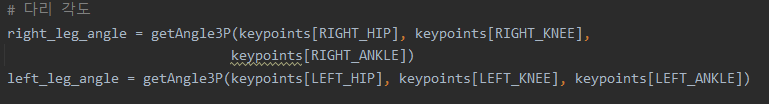 # 다리 각도
right_leg_angle = getAngle3P(keypoints[RIGHT_HIP], keypoints[RIGHT_KNEE],
keypoints[RIGHT_ANKLE])
left_leg_angle = getAngle3P(keypoints[LEFT_HIP], keypoints[LEFT_KNEE], keypoints[LEFT_ANKLE])